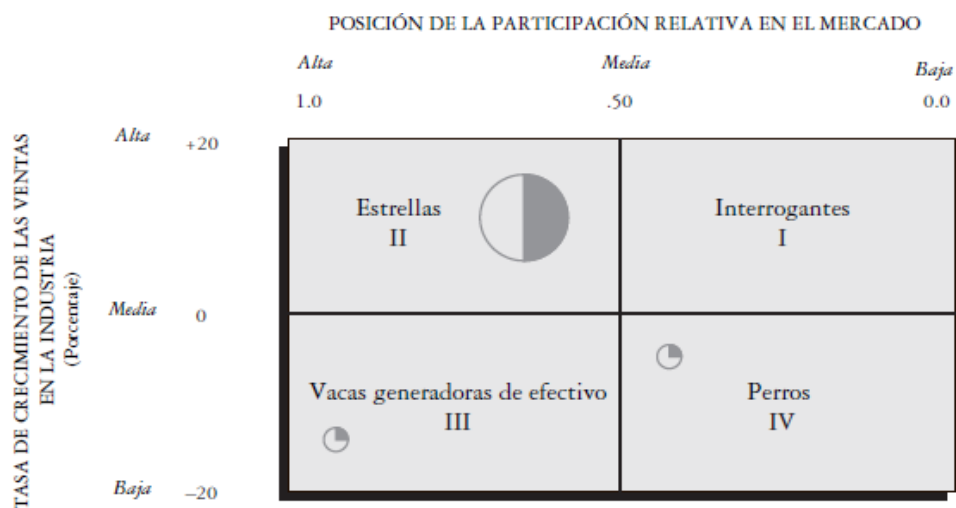 POSICIÓN DE LA PARTICIPACIÓN RELATIVA EN EL MERCADO
Alta Media Baja
1.0 .50 0.0
TASA DE CRECIMIENTO DE LAS VENTAS
EN LA INDUSTRIA
(Porcentaje)
Alta +20
Estrellas
II
Interrogantes
I
Media 0
Vacas generadoras de efectivo
III
Perros
IV
Baja –20